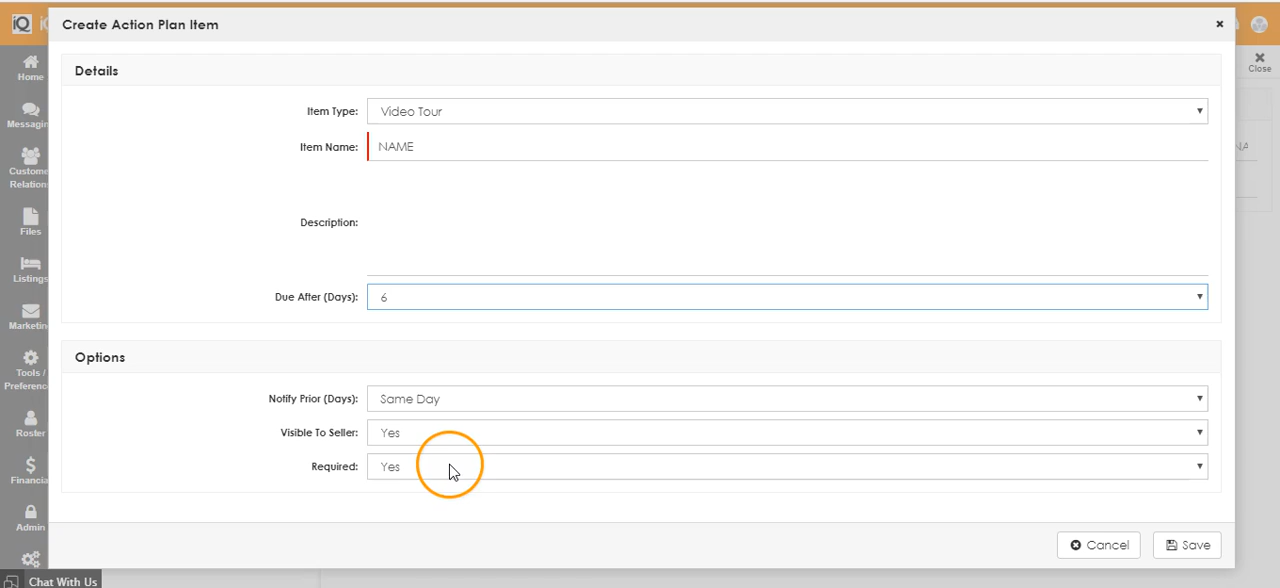 iQ
Create Action Plan Item
×
Close
Home
Messagin
Custome
Relation
Files
Listings
Marketin
Tools /
Preferenc
Roster
Financia
Admin
Details
Item Type: Video Tour
Item Name: NAME
Description:
Due After (Days): 6
Options
Notify Prior (Days): Same Day
Visible To Seller: Yes
Required: Yes
Cancel Save
Chat With Us